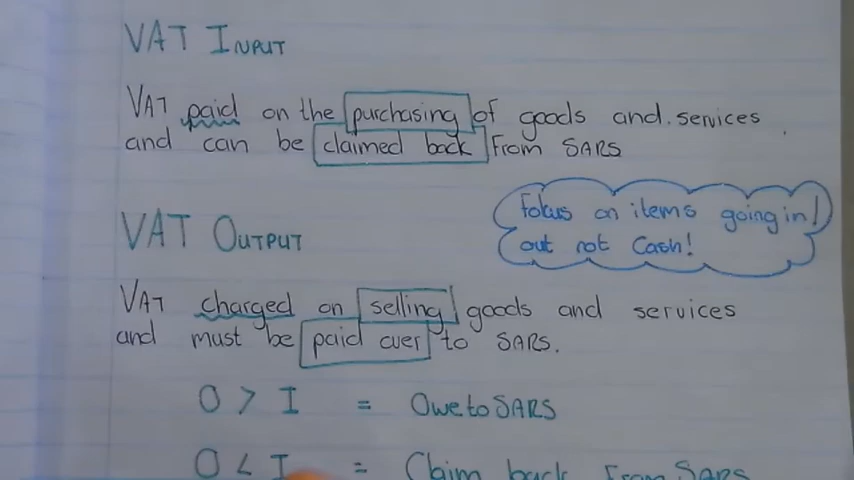 VAT INPUT
VAT paid on the purchasing of goods and services
and can be claimed back from SARS
VAT OUTPUT
fokus on items going in/
out not Cash!
VAT charged on selling goods and services
and must be paid over to SARS.
O > I = Owe to SARS
O < I = Claim back from SARS